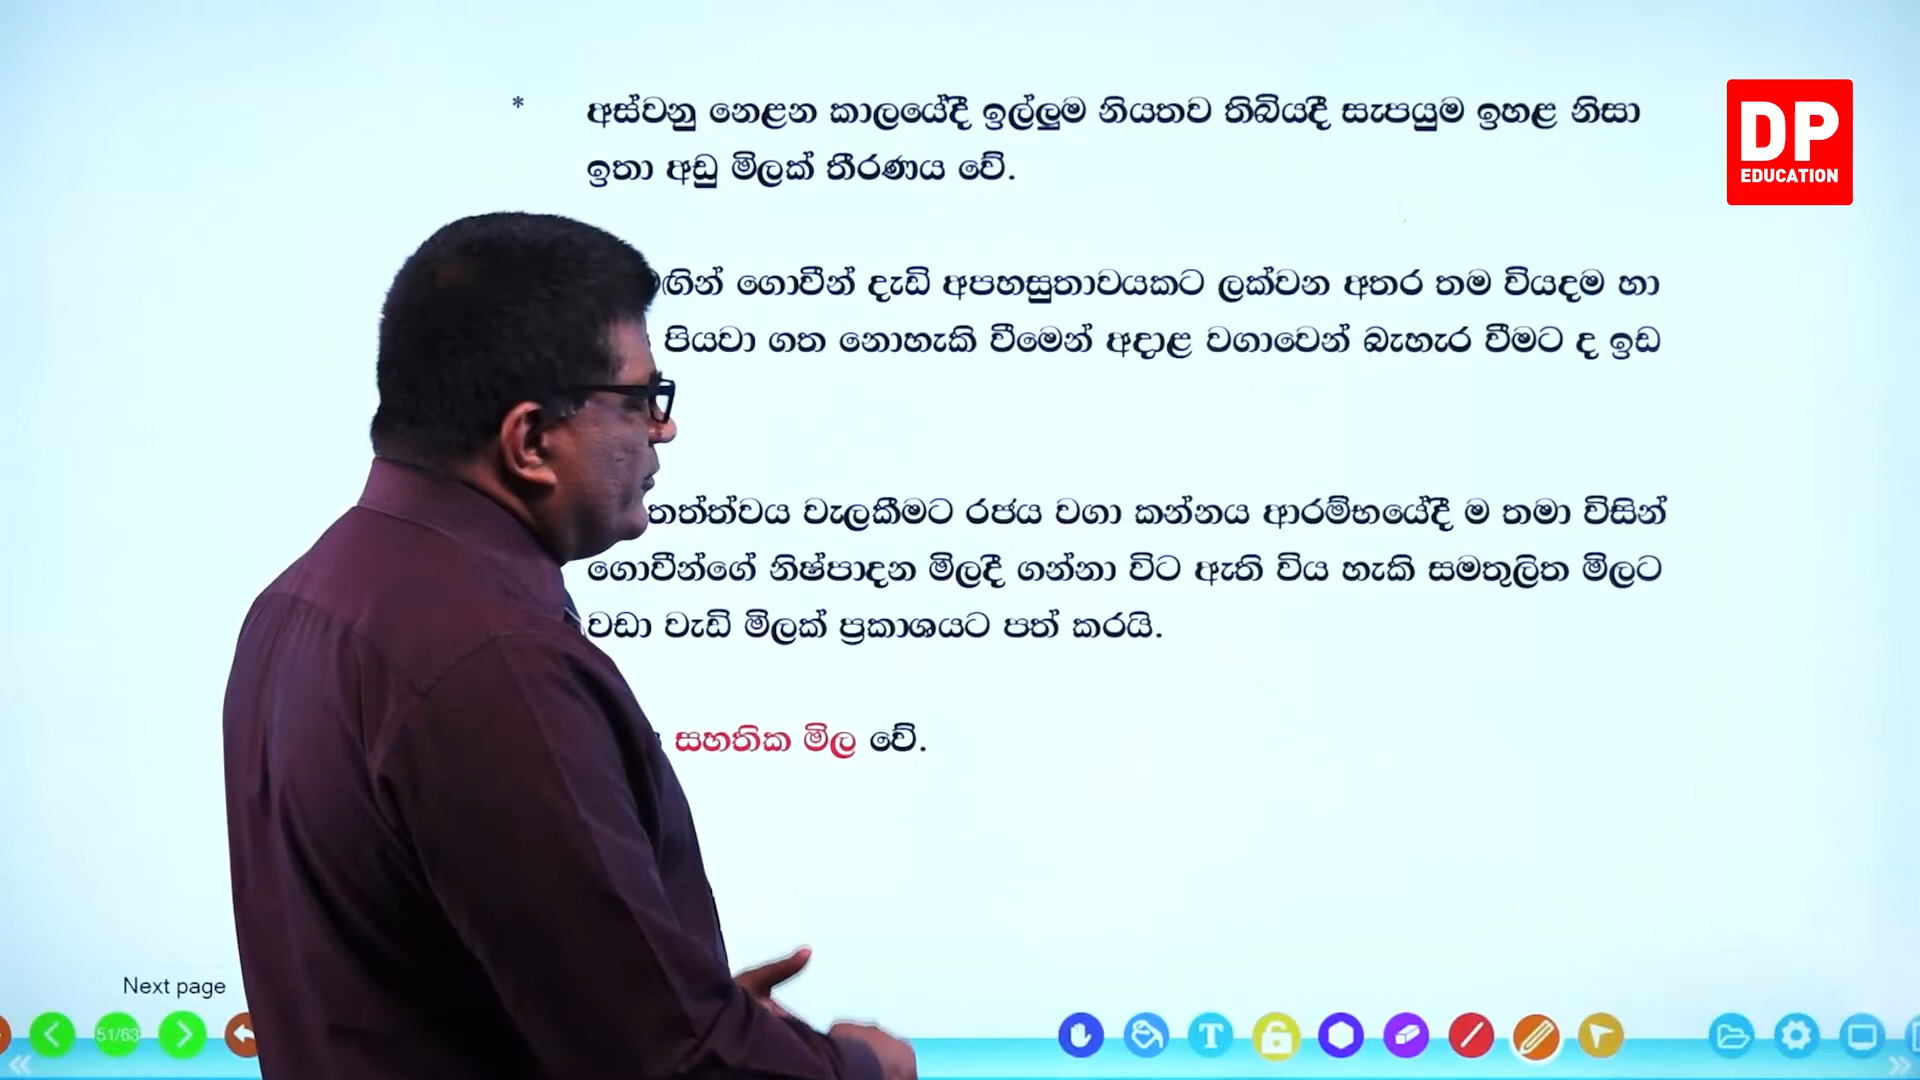 * අස්වනු නෙළන කාලයේදී ඉල්ලුම නියතව තිබියදී සැපයුම ඉහළ නිසා
ඉතා අඩු මිලක් තීරණය වේ.
ගොවීන් දැඩි අපහසුතාවයකට ලක්වන අතර තම වියදම හා
පියවා ගත නොහැකි වීමෙන් අදාළ වගාවෙන් බැහැර වීමට ද ඉඩ
තත්ත්වය වැලකීමට රජය වගා කන්නය ආරම්භයේදී ම තමා විසින්
ගොවීන්ගේ නිෂ්පාදන මිලදී ගන්නා විට ඇති විය හැකි සමතුලිත මිලට
වඩා වැඩි මිලක් ප්‍රකාශයට පත් කරයි.
සහතික මිල වේ.
DP
EDUCATION
Next page
51/63
T